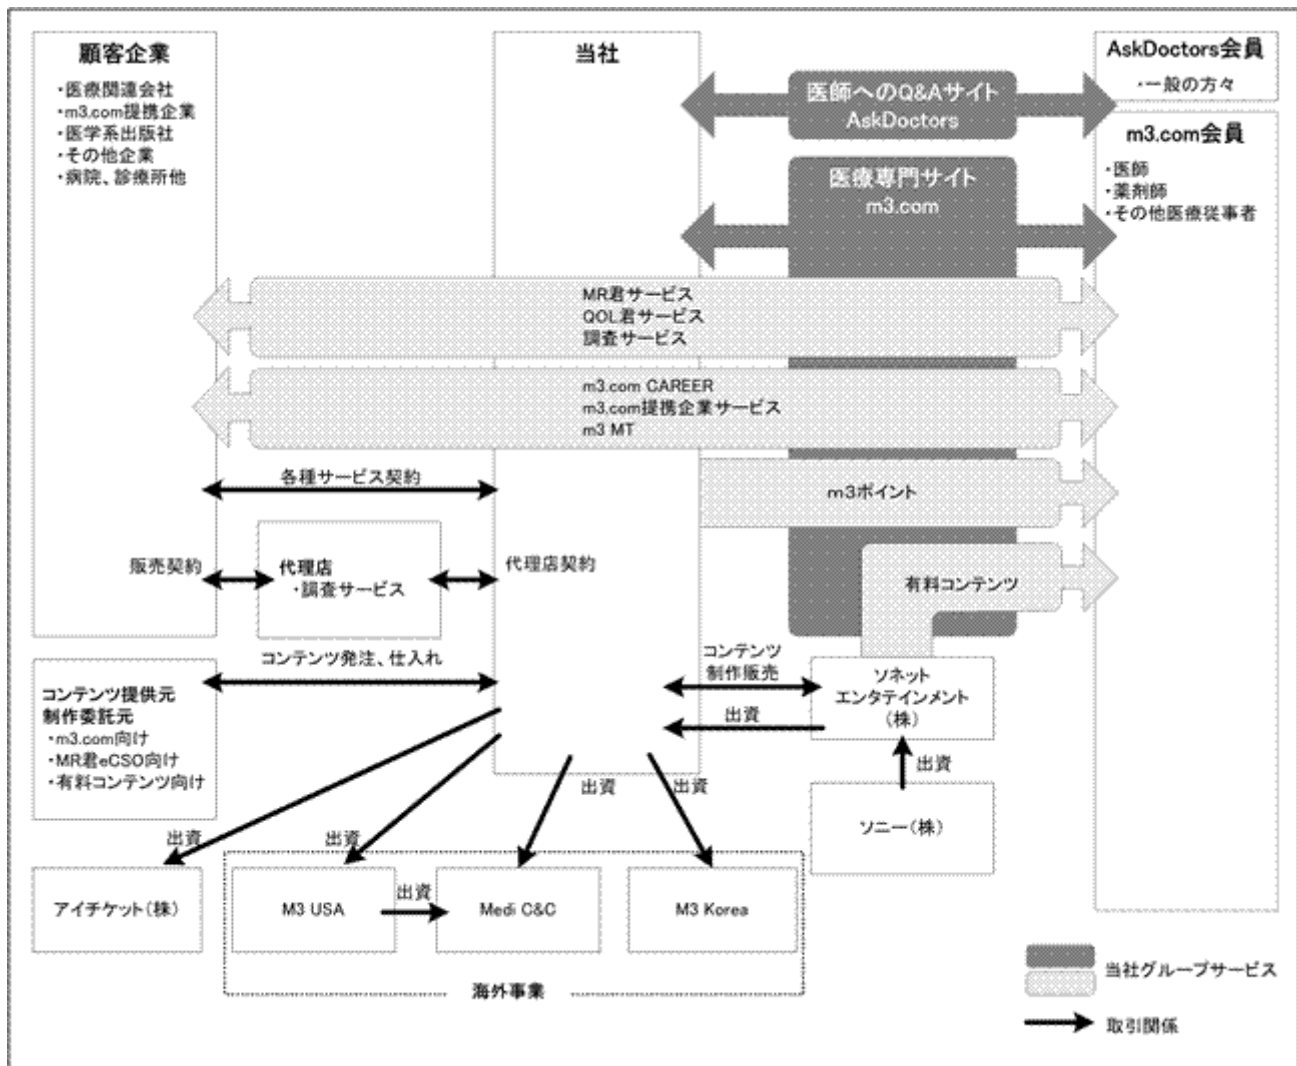 顧客企業
・医療関連会社
・m3.com提携企業
・医学系出版社
・その他企業
・病院、診療所他
当社
医師へのQ&Aサイト
AskDoctors
AskDoctors会員
・一般の方々
医療専門サイト
m3.com
m3.com会員
・医師
・薬剤師
・その他医療従事者
MR君サービス
QOL君サービス
調査サービス
m3.com CAREER
m3.com提携企業サービス
m3 MT
各種サービス契約
m3ポイント
販売契約
代理店
・調査サービス
代理店契約
有料コンテンツ
コンテンツ発注、仕入れ
コンテンツ
制作販売
出資
ソネット
エンタテインメント
(株)
コンテンツ提供元
制作委託元
・m3.com向け
・MR君eCSO向け
・有料コンテンツ向け
出資
ソニー(株)
出資
出資
出資
出資
アイチケット(株)
M3 USA
出資
Medi C&C
M3 Korea
海外事業
当社グループサービス
取引関係